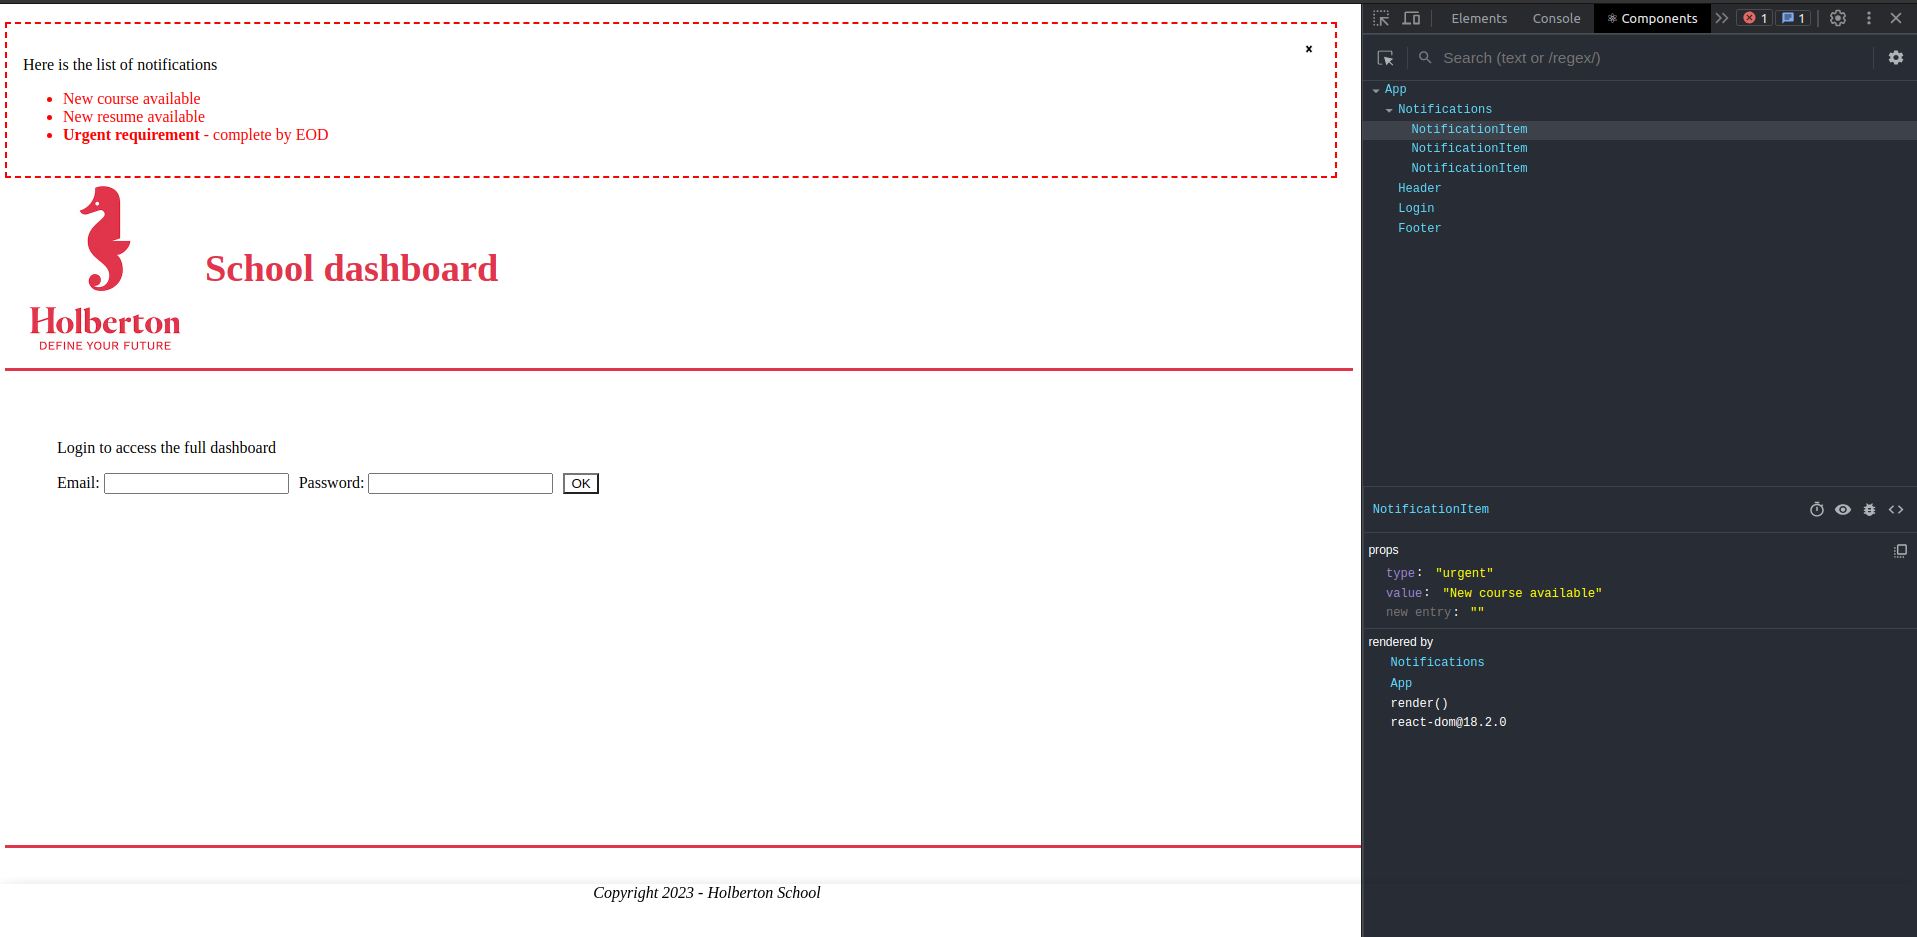 Here is the list of notifications
×
New course available
New resume available
Urgent requirement - complete by EOD
School dashboard
Holberton
DEFINE YOUR FUTURE
Login to access the full dashboard
Email: Password: OK
Copyright 2023 - Holberton School
Elements Console ⚛ Components 1 1
Search (text or /regex/)
App
Notifications
NotificationItem
NotificationItem
NotificationItem
Header
Login
Footer
NotificationItem
props
type: "urgent"
value: "New course available"
new entry: ""
rendered by
Notifications
App
render()
react-dom@18.2.0